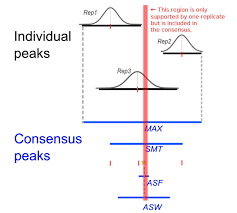 Rep1
← This region is only
supported by one replicate
but is included in
the consensus.
Individual
peaks
Rep2
Rep3
MAX
Consensus
peaks
SMT
ASF
ASW